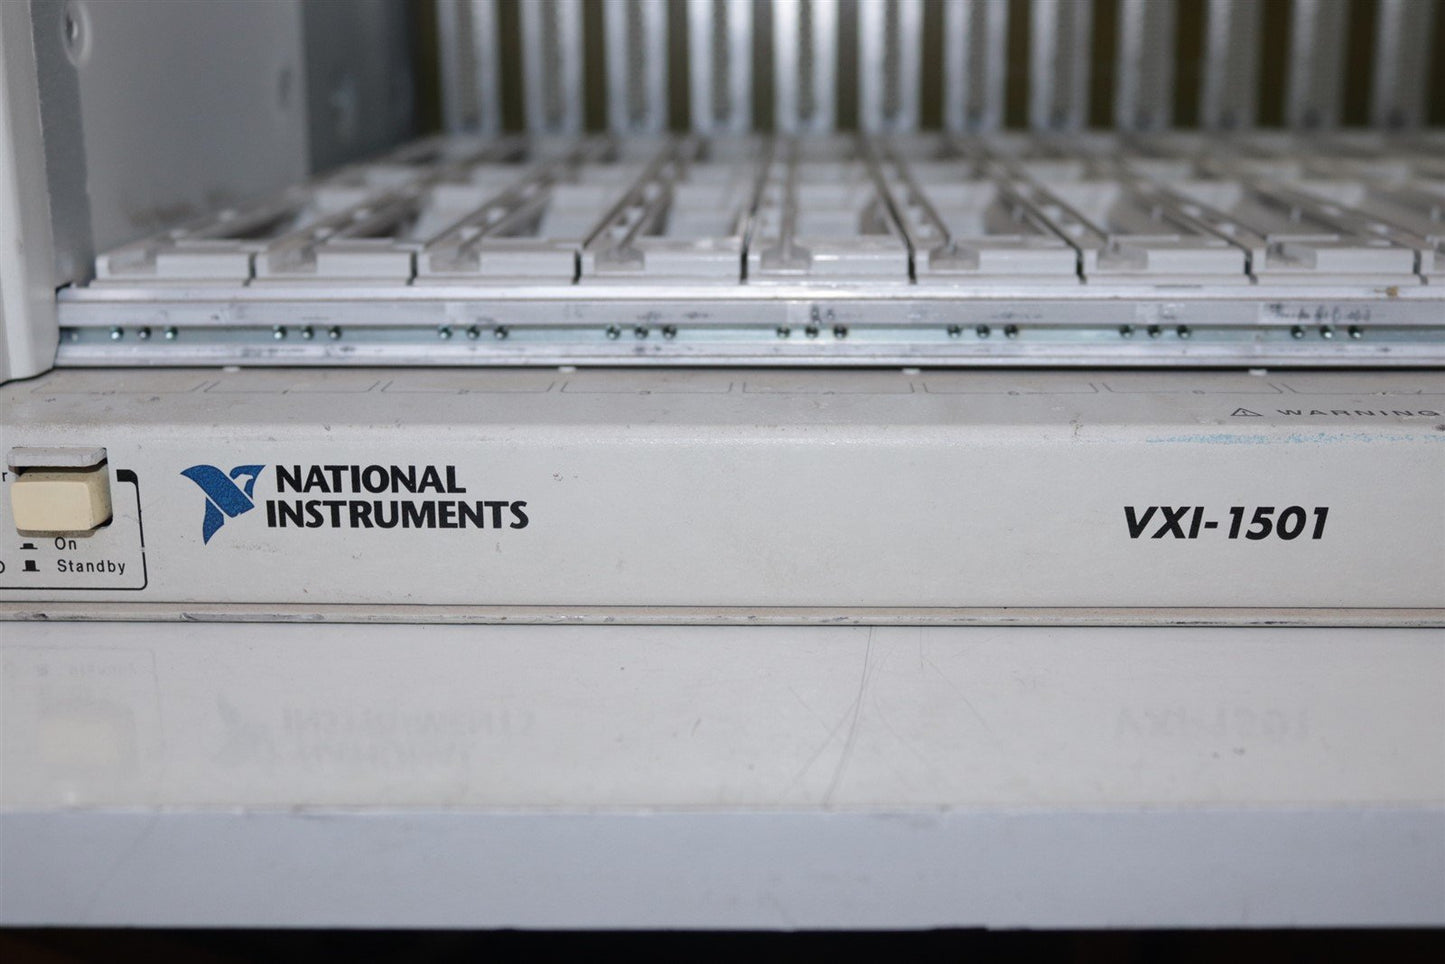 WARNING
r
NATIONAL
INSTRUMENTS
VXI-1501
On
Standby